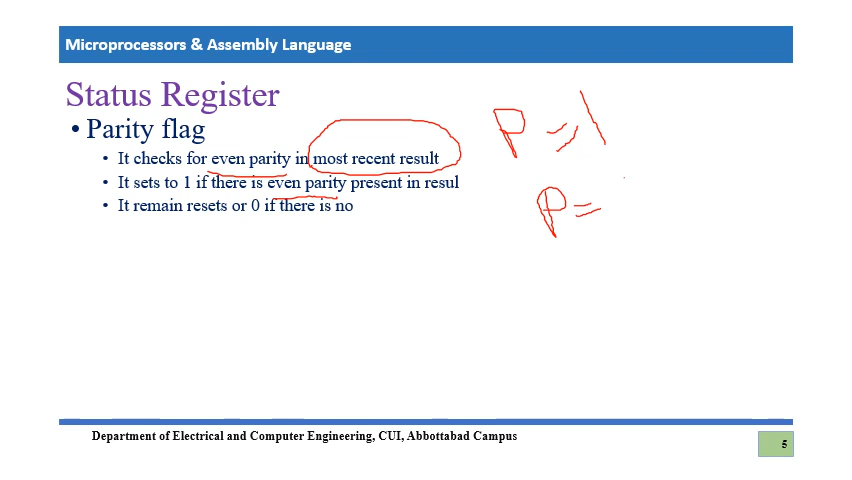 Microprocessors & Assembly Language
Status Register
• Parity flag
• It checks for even parity in most recent result
• It sets to 1 if there is even parity present in resul
• It remain resets or 0 if there is no
P = 1
P =
Department of Electrical and Computer Engineering, CUI, Abbottabad Campus
5